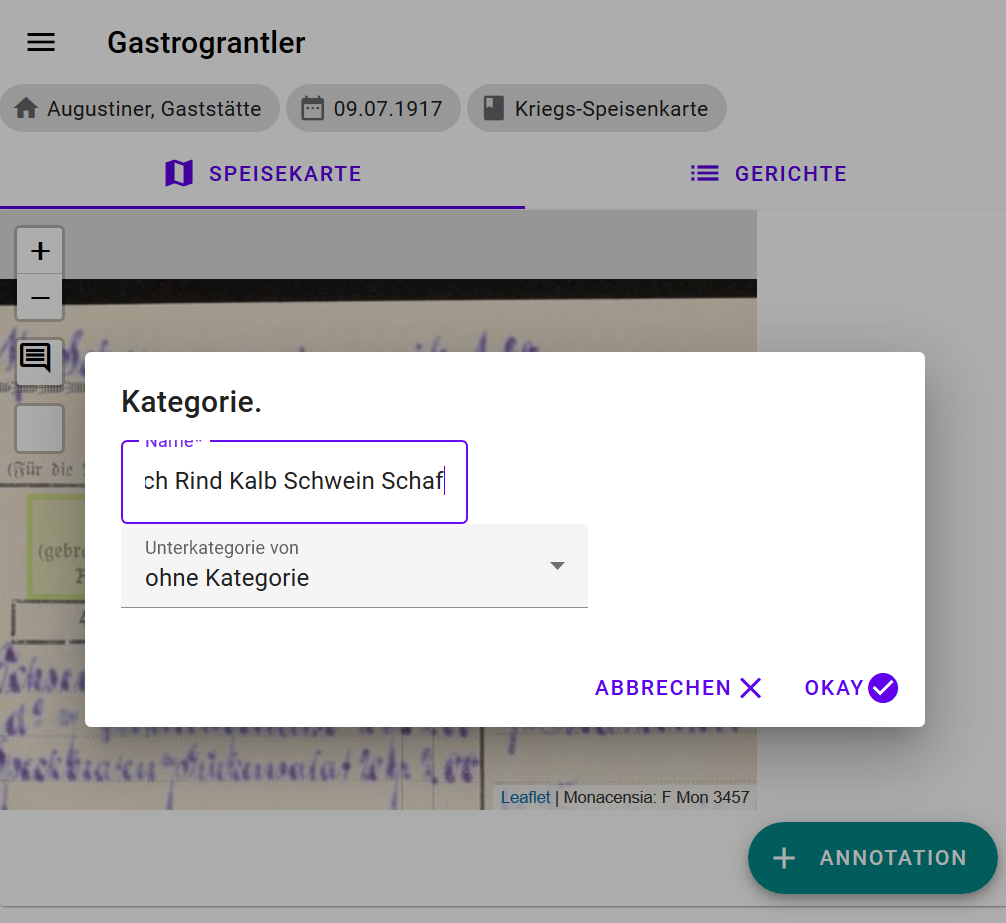 Gastrograntler
Augustiner, Gaststätte
09.07.1917
Kriegs-Speisenkarte
SPEISEKARTE
GERICHTE
+
−
(Für die
Kategorie.
Name*
ch Rind Kalb Schwein Schaf
(gebra
Unterkategorie von
ohne Kategorie
ABBRECHEN
OKAY
Leaflet | Monacensia: F Mon 3457
+ ANNOTATION